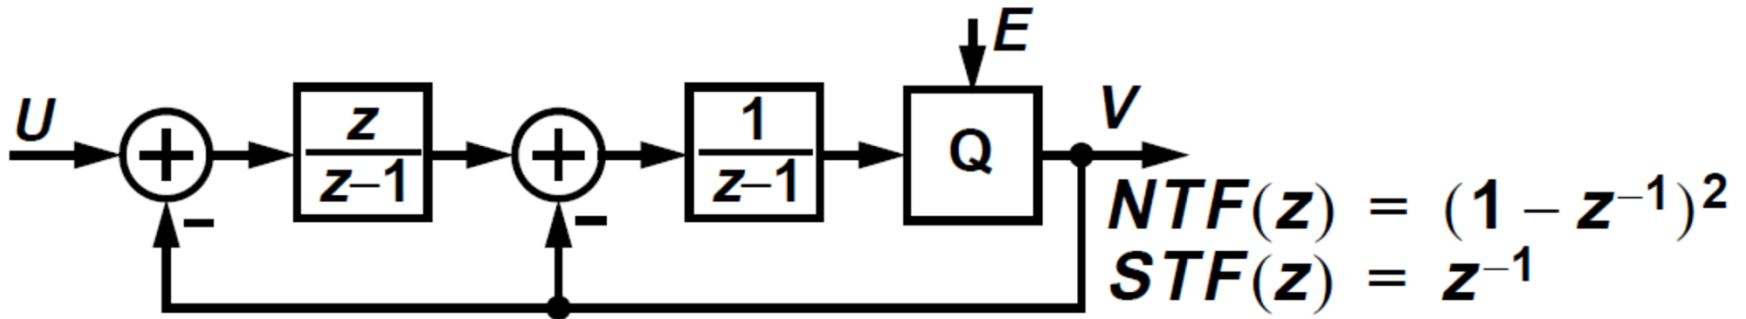 E
U
+
z
z−1
+
1
z−1
Q
V
−
−
NTF(z) = (1 − z⁻¹)²
STF(z) = z⁻¹